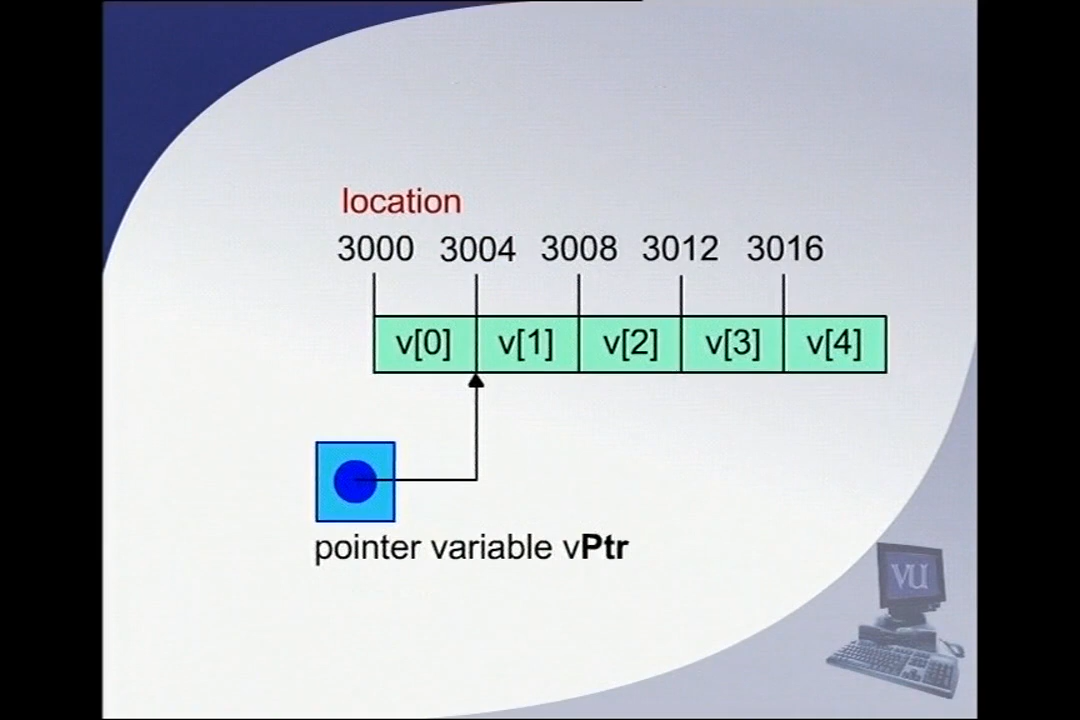 location
3000 3004 3008 3012 3016
v[0] v[1] v[2] v[3] v[4]
pointer variable vPtr
VU